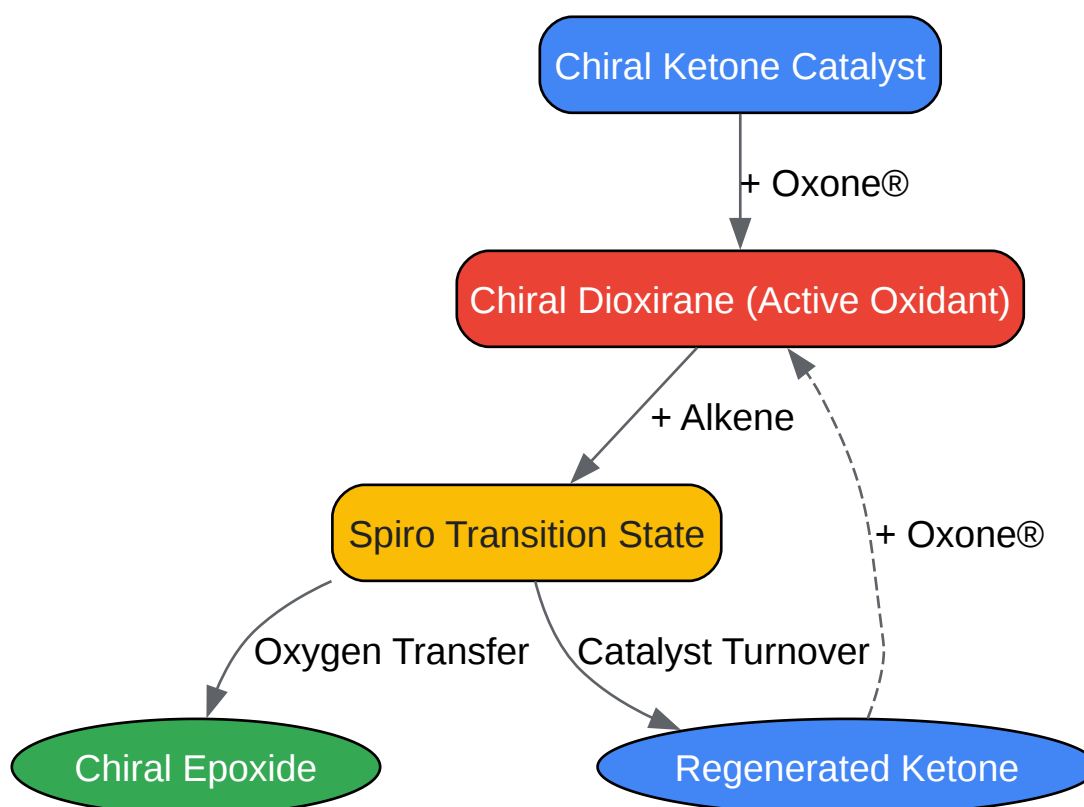 Chiral Ketone Catalyst
+ Oxone®
Chiral Dioxirane (Active Oxidant)
+ Alkene
Spiro Transition State
+ Oxone®
Oxygen Transfer
Catalyst Turnover
Chiral Epoxide
Regenerated Ketone